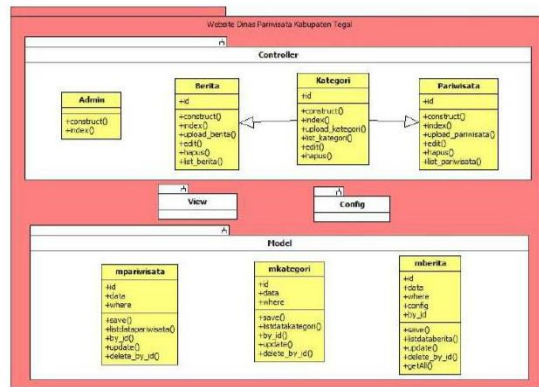 Website Dinas Pariwisata Kabupaten Tegal
Controller
Admin
+construct()
+index()
Berita
+id
+construct()
+index()
+upload_berita()
+edit()
+hapus()
+list_berita()
Kategori
+id
+construct()
+index()
+upload_kategori()
+list_kategori()
+edit()
+hapus()
Pariwisata
+id
+construct()
+index()
+upload_pariwisata()
+edit()
+hapus()
+list_pariwisata()
View
Config
Model
mpariwisata
+id
+data
+where
+save()
+listdatapariwisata()
+by_id()
+update()
+delete_by_id()
mkategori
+id
+data
+where
+save()
+listdatakategori()
+by_id()
+update()
+delete_by_id()
mberita
+id
+data
+where
+config
+by_id
+save()
+listdataberita()
+update()
+delete_by_id()
+getAll()